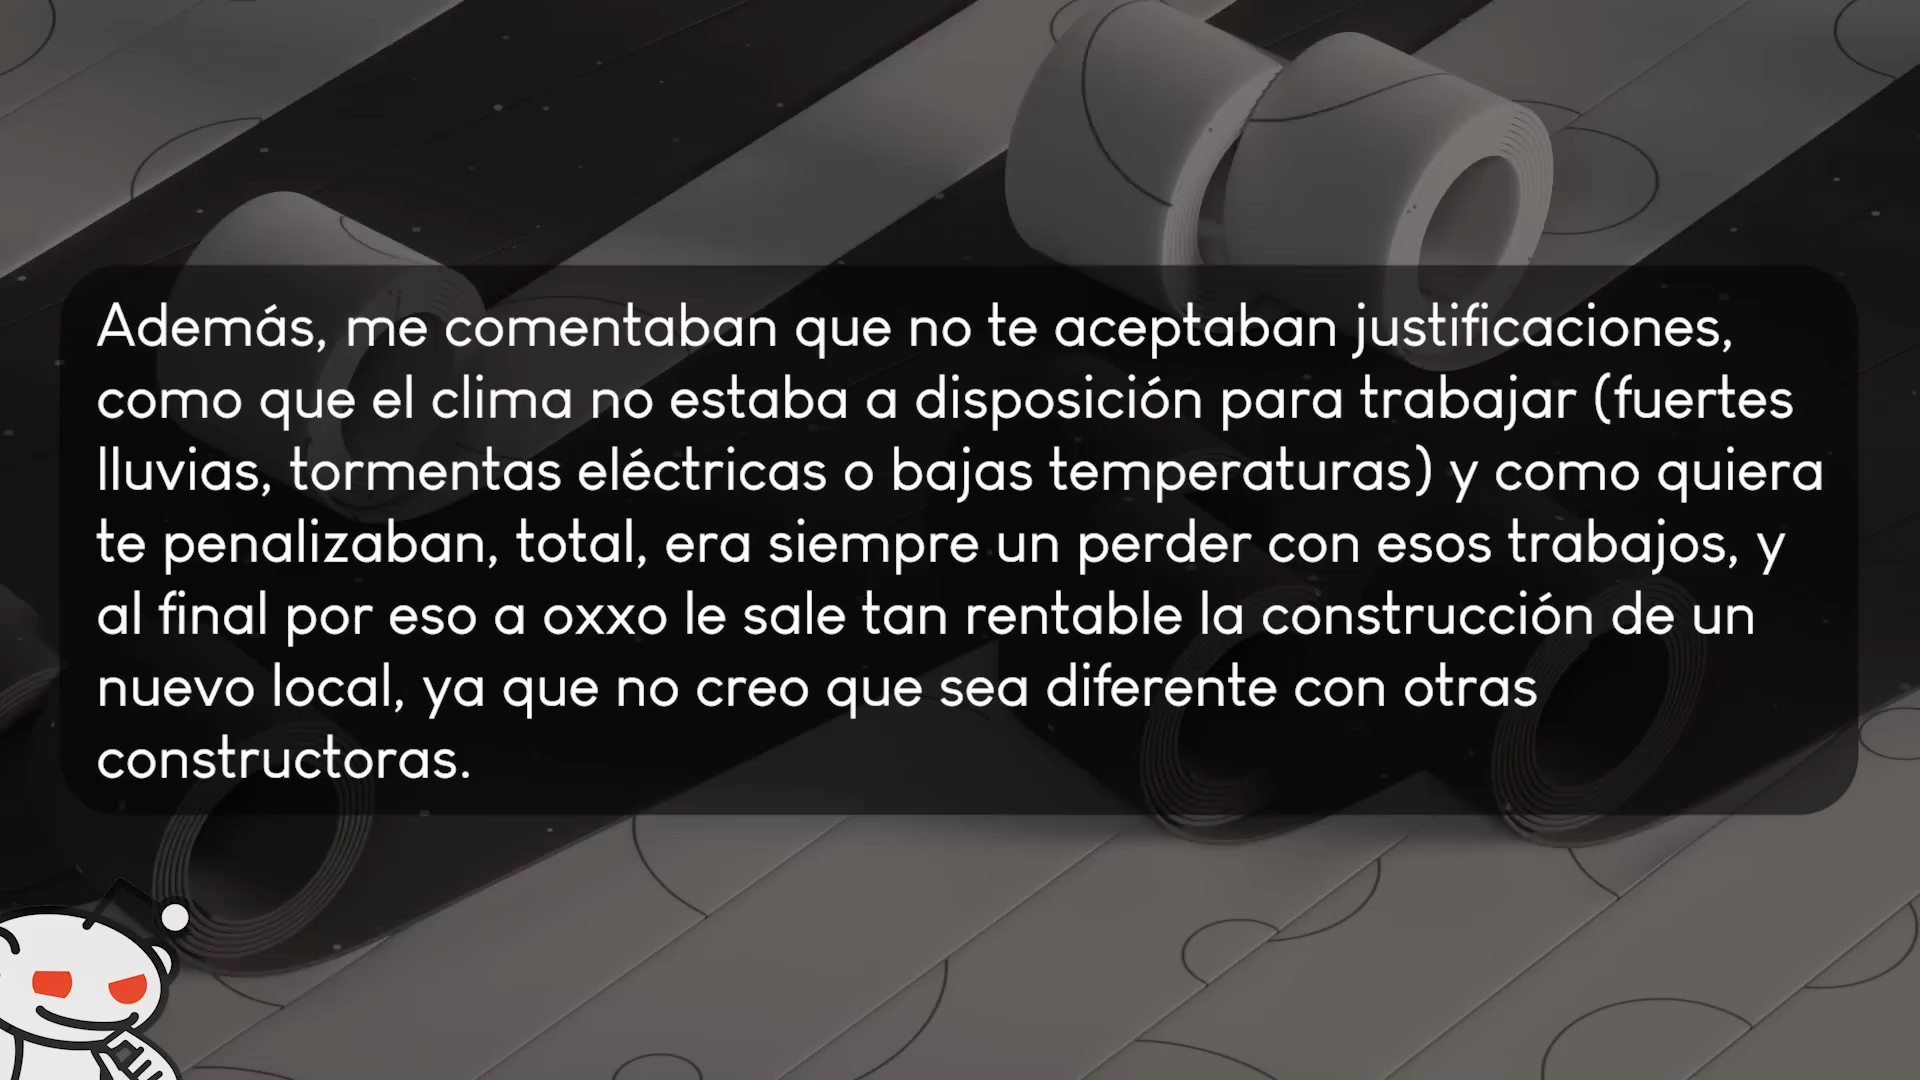 Además, me comentaban que no te aceptaban justificaciones,
como que el clima no estaba a disposición para trabajar (fuertes
lluvias, tormentas eléctricas o bajas temperaturas) y como quiera
te penalizaban, total, era siempre un perder con esos trabajos, y
al final por eso a oxxo le sale tan rentable la construcción de un
nuevo local, ya que no creo que sea diferente con otras
constructoras.